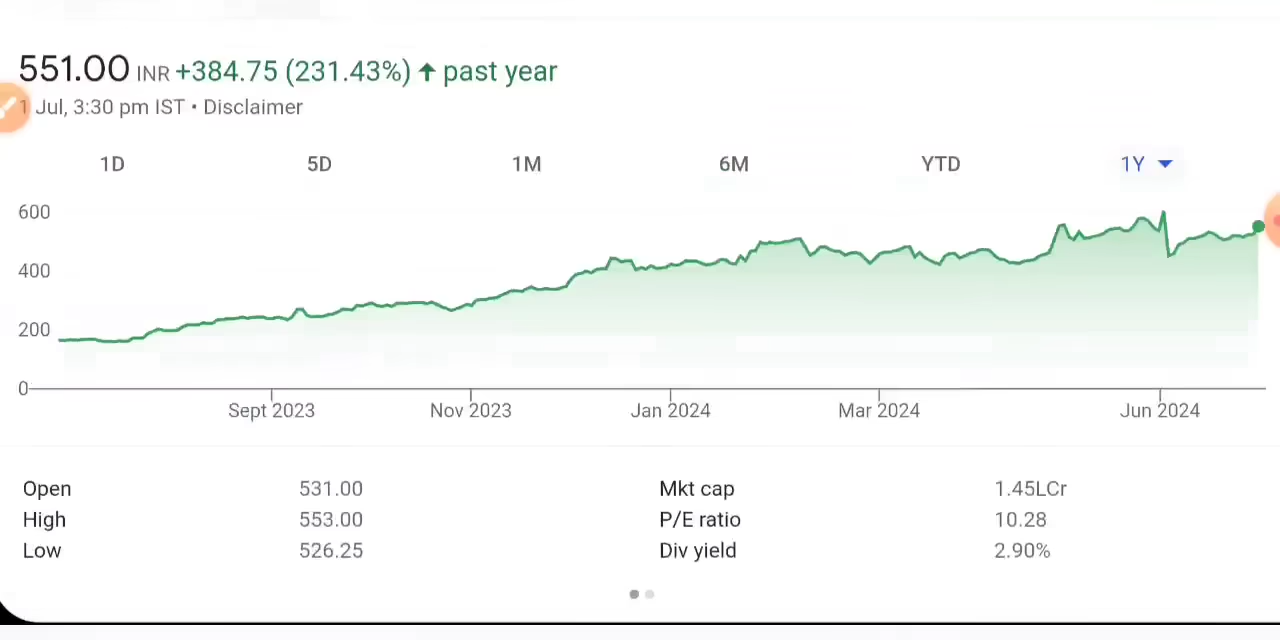 551.00 INR +384.75 (231.43%) ↑ past year
1 Jul, 3:30 pm IST • Disclaimer
1D 5D 1M 6M YTD 1Y
600
400
200
0
Sept 2023 Nov 2023 Jan 2024 Mar 2024 Jun 2024
Open 531.00 Mkt cap 1.45LCr
High 553.00 P/E ratio 10.28
Low 526.25 Div yield 2.90%